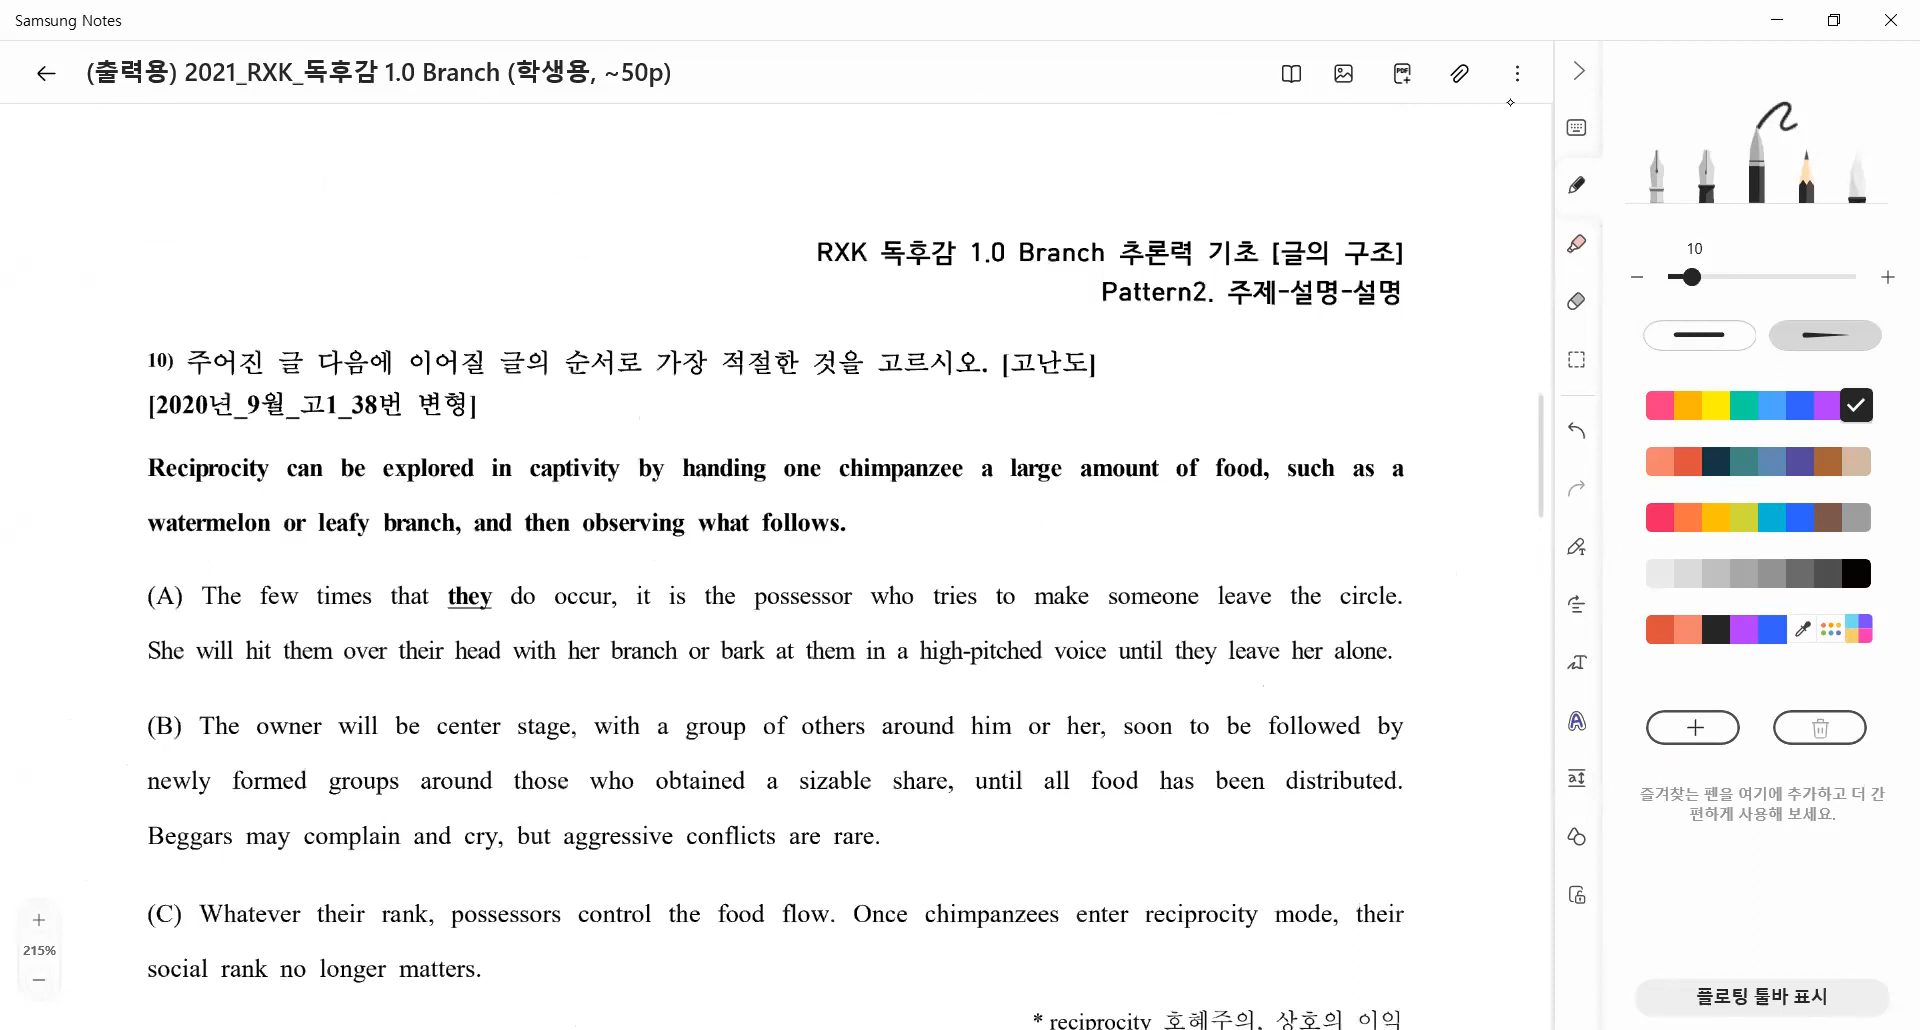 Samsung Notes
(출력용) 2021_RXK_독후감 1.0 Branch (학생용, ~50p)
PDF
RXK 독후감 1.0 Branch 추론력 기초 [글의 구조]
Pattern2. 주제-설명-설명
10) 주어진 글 다음에 이어질 글의 순서로 가장 적절한 것을 고르시오. [고난도]
[2020년_9월_고1_38번 변형]
Reciprocity can be explored in captivity by handing one chimpanzee a large amount of food, such as a
watermelon or leafy branch, and then observing what follows.
(A) The few times that they do occur, it is the possessor who tries to make someone leave the circle.
She will hit them over their head with her branch or bark at them in a high-pitched voice until they leave her alone.
(B) The owner will be center stage, with a group of others around him or her, soon to be followed by
newly formed groups around those who obtained a sizable share, until all food has been distributed.
Beggars may complain and cry, but aggressive conflicts are rare.
(C) Whatever their rank, possessors control the food flow. Once chimpanzees enter reciprocity mode, their
social rank no longer matters.
* reciprocity 호혜주의, 상호의 이익
215%
10
즐겨찾는 펜을 여기에 추가하고 더 간
편하게 사용해 보세요.
플로팅 툴바 표시